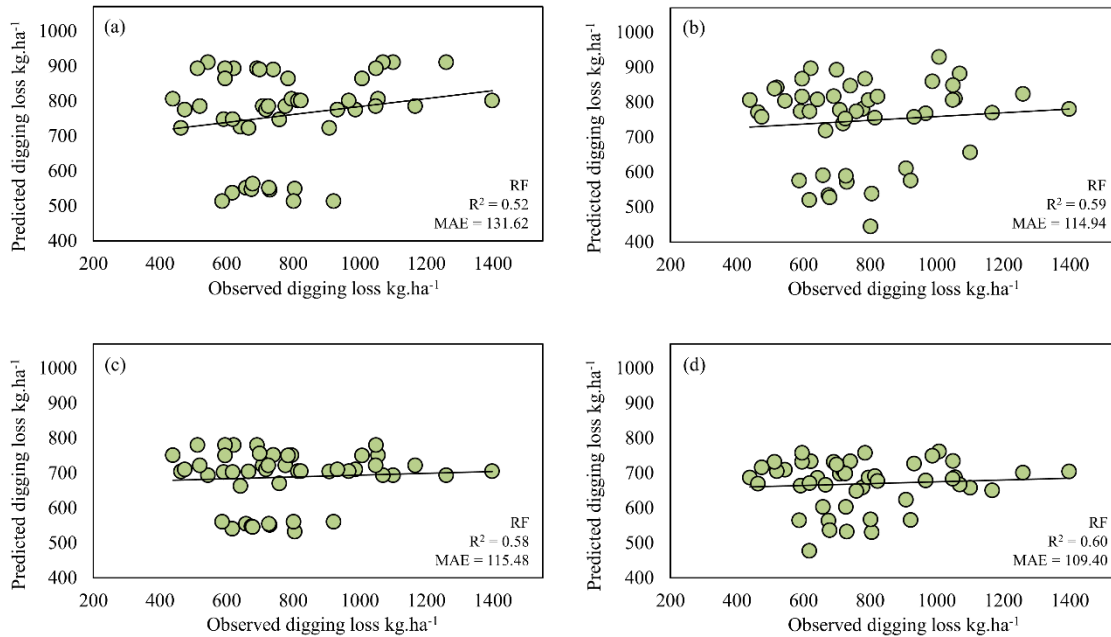 (a)
1000
900
800
700
600
500
400
Predicted digging loss kg.ha⁻¹
RF
R² = 0.52
MAE = 131.62
200 400 600 800 1000 1200 1400
Observed digging loss kg.ha⁻¹
(b)
1000
900
800
700
600
500
400
Predicted digging loss kg.ha⁻¹
RF
R² = 0.59
MAE = 114.94
200 400 600 800 1000 1200 1400
Observed digging loss kg.ha⁻¹
(c)
1000
900
800
700
600
500
400
Predicted digging loss kg.ha⁻¹
RF
R² = 0.58
MAE = 115.48
200 400 600 800 1000 1200 1400
Observed digging loss kg.ha⁻¹
(d)
1000
900
800
700
600
500
400
Predicted digging loss kg.ha⁻¹
RF
R² = 0.60
MAE = 109.40
200 400 600 800 1000 1200 1400
Observed digging loss kg.ha⁻¹